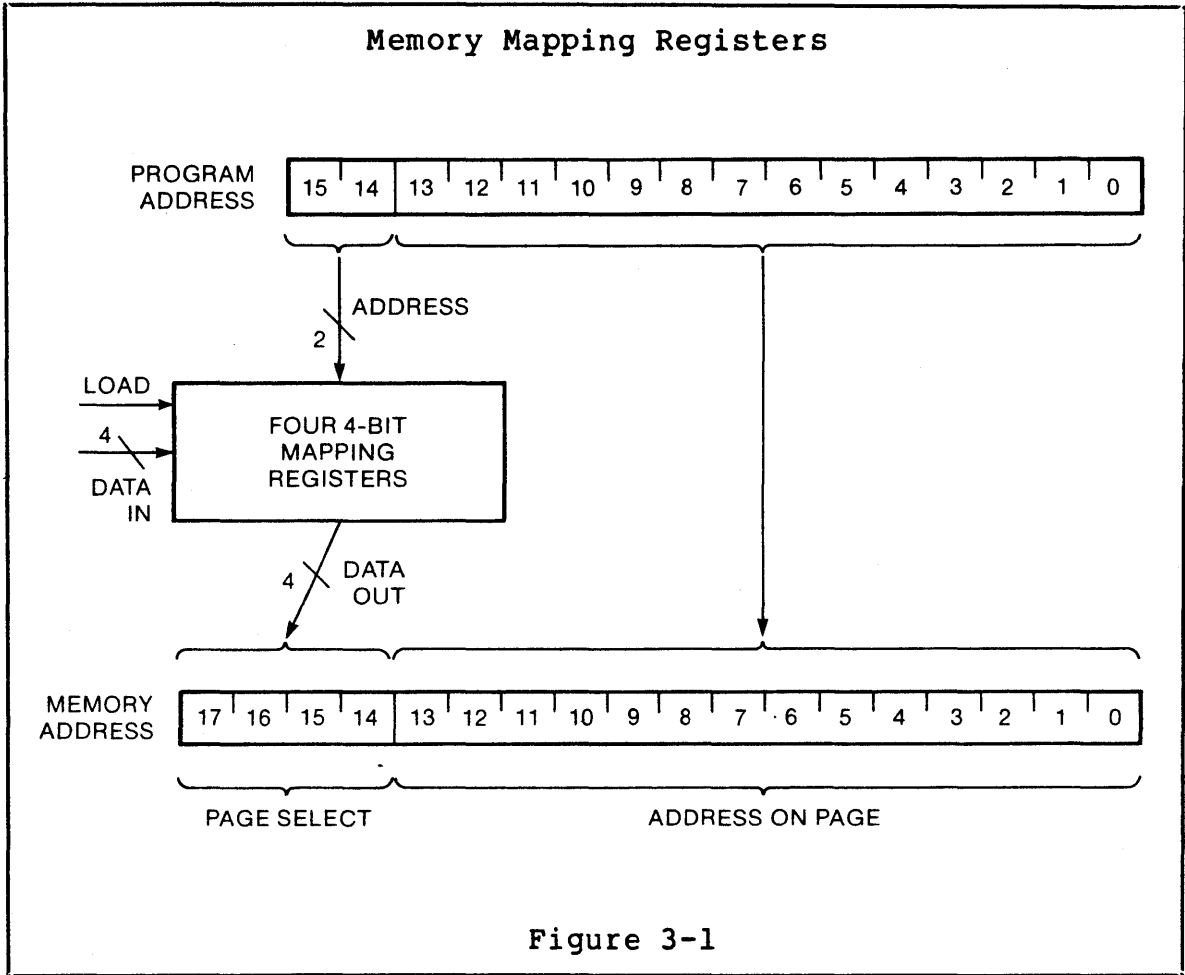 Memory Mapping Registers
PROGRAM
ADDRESS
15 14 13 12 11 10 9 8 7 6 5 4 3 2 1 0
ADDRESS
2
LOAD
4
DATA
IN
FOUR 4-BIT
MAPPING
REGISTERS
4
DATA
OUT
MEMORY
ADDRESS
17 16 15 14 13 12 11 10 9 8 7 6 5 4 3 2 1 0
PAGE SELECT
ADDRESS ON PAGE
Figure 3-1